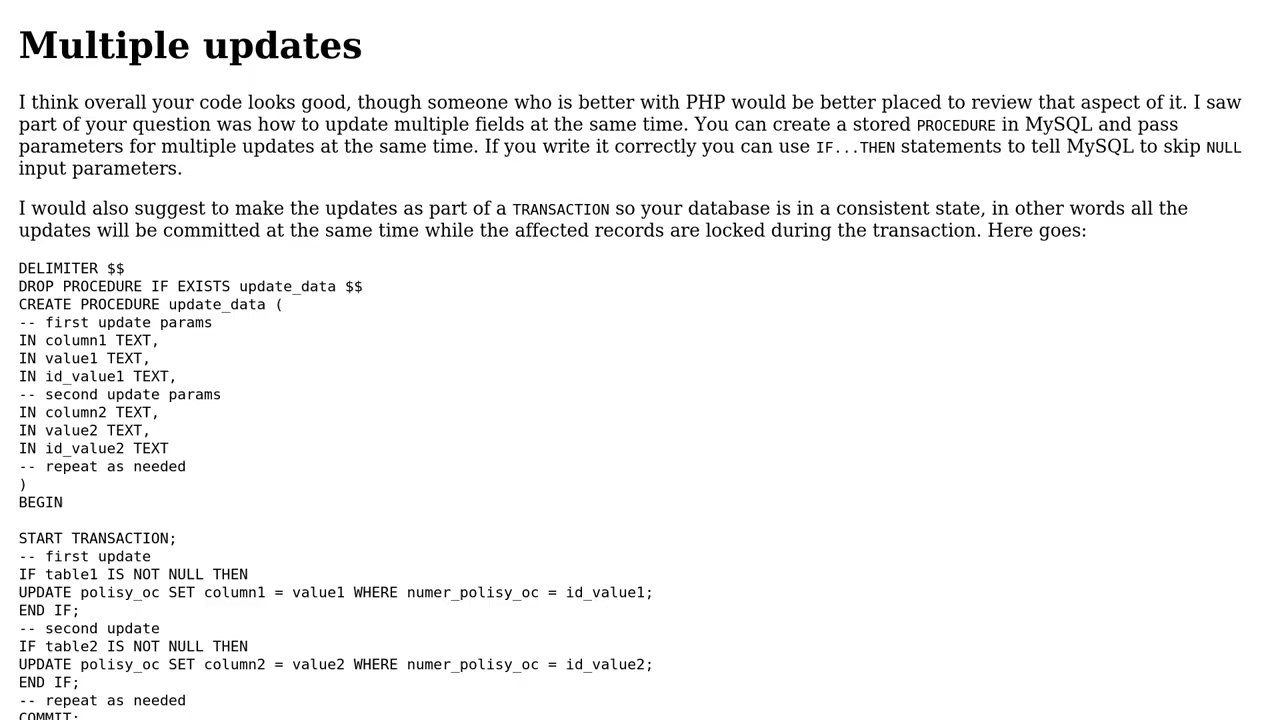 Multiple updates
I think overall your code looks good, though someone who is better with PHP would be better placed to review that aspect of it. I saw
part of your question was how to update multiple fields at the same time. You can create a stored PROCEDURE in MySQL and pass
parameters for multiple updates at the same time. If you write it correctly you can use IF...THEN statements to tell MySQL to skip NULL
input parameters.
I would also suggest to make the updates as part of a TRANSACTION so your database is in a consistent state, in other words all the
updates will be committed at the same time while the affected records are locked during the transaction. Here goes:
DELIMITER $$
DROP PROCEDURE IF EXISTS update_data $$
CREATE PROCEDURE update_data (
-- first update params
IN column1 TEXT,
IN value1 TEXT,
IN id_value1 TEXT,
-- second update params
IN column2 TEXT,
IN value2 TEXT,
IN id_value2 TEXT
-- repeat as needed
)
BEGIN
START TRANSACTION;
-- first update
IF table1 IS NOT NULL THEN
UPDATE polisy_oc SET column1 = value1 WHERE numer_polisy_oc = id_value1;
END IF;
-- second update
IF table2 IS NOT NULL THEN
UPDATE polisy_oc SET column2 = value2 WHERE numer_polisy_oc = id_value2;
END IF;
-- repeat as needed
COMMIT;